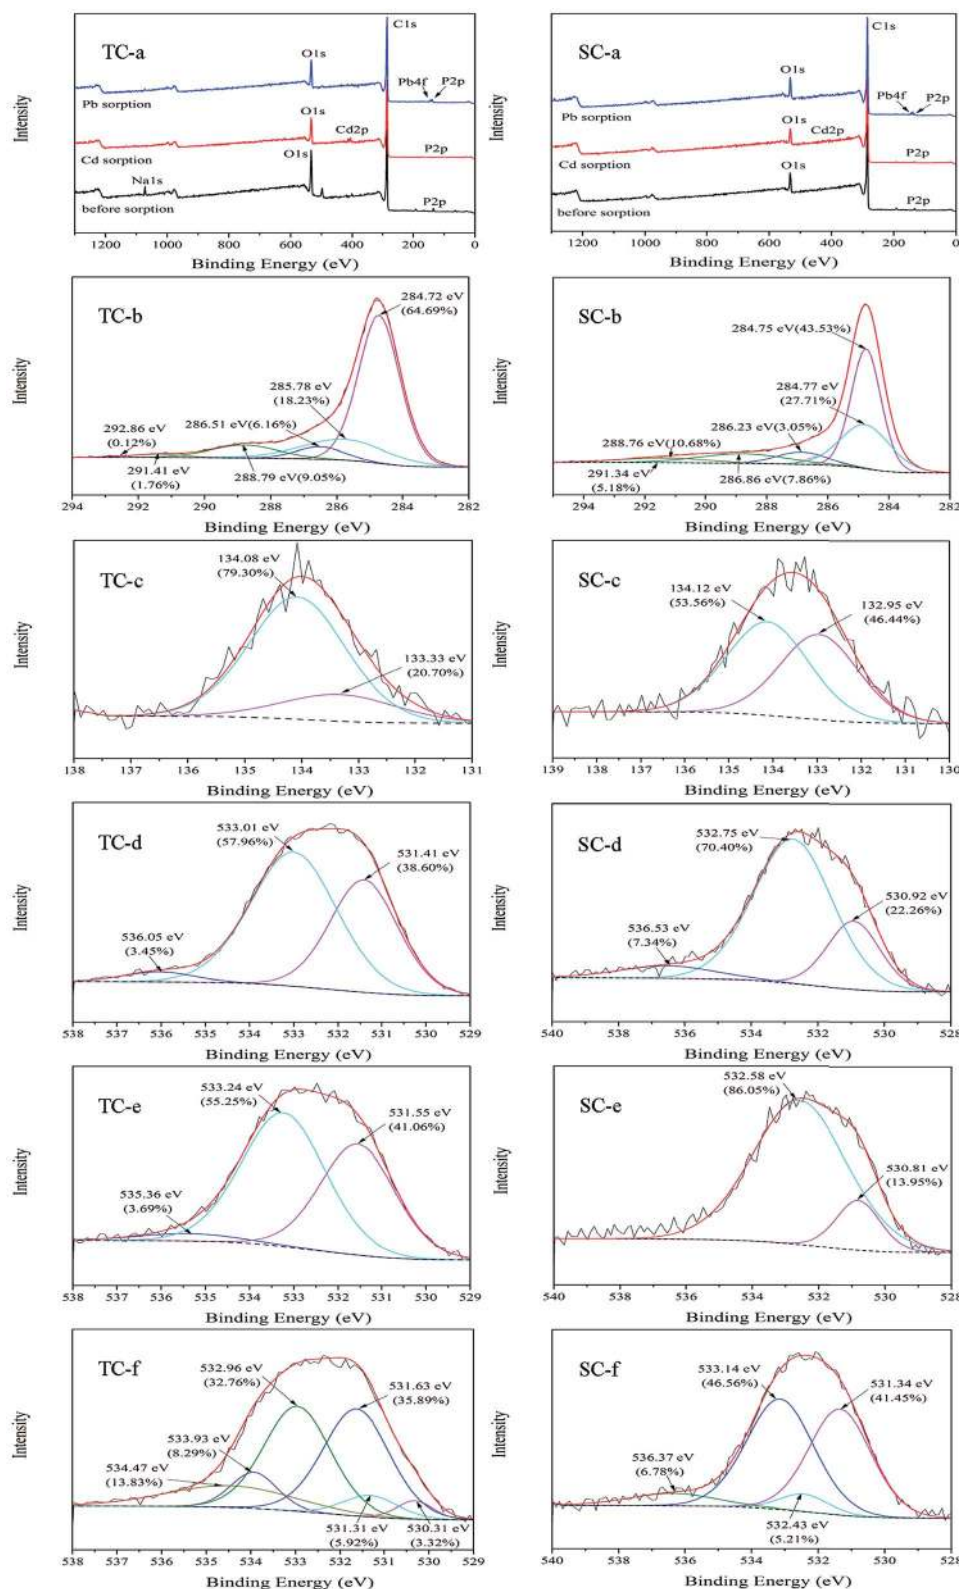 TC-a
C1s
O1s
Pb4f
P2p
Pb sorption
O1s
Cd2p
Cd sorption
P2p
O1s
Na1s
before sorption
P2p
Intensity
1200 1000 800 600 400 200 0
Binding Energy (eV)
SC-a
C1s
O1s
Pb4f
P2p
Pb sorption
O1s
Cd2p
Cd sorption
P2p
O1s
before sorption
P2p
Intensity
1200 1000 800 600 400 200 0
Binding Energy (eV)
TC-b
284.72 eV
(64.69%)
285.78 eV
(18.23%)
286.51 eV(6.16%)
292.86 eV
(0.12%)
291.41 eV
(1.76%)
288.79 eV(9.05%)
Intensity
294 292 290 288 286 284 282
Binding Energy (eV)
SC-b
284.75 eV(43.53%)
284.77 eV
(27.71%)
286.23 eV(3.05%)
288.76 eV(10.68%)
291.34 eV
(5.18%)
286.86 eV(7.86%)
Intensity
294 292 290 288 286 284 282
Binding Energy (eV)
TC-c
134.08 eV
(79.30%)
133.33 eV
(20.70%)
Intensity
138 137 136 135 134 133 132 131
Binding Energy (eV)
SC-c
134.12 eV
(53.56%)
132.95 eV
(46.44%)
Intensity
139 138 137 136 135 134 133 132 131 130
Binding Energy (eV)
TC-d
533.01 eV
(57.96%)
531.41 eV
(38.60%)
536.05 eV
(3.45%)
Intensity
538 537 536 535 534 533 532 531 530 529
Binding Energy (eV)
SC-d
532.75 eV
(70.40%)
530.92 eV
(22.26%)
536.53 eV
(7.34%)
Intensity
540 538 536 534 532 530 528
Binding Energy (eV)
TC-e
533.24 eV
(55.25%)
531.55 eV
(41.06%)
535.36 eV
(3.69%)
Intensity
538 537 536 535 534 533 532 531 530 529
Binding Energy (eV)
SC-e
532.58 eV
(86.05%)
530.81 eV
(13.95%)
Intensity
540 538 536 534 532 530 528
Binding Energy (eV)
TC-f
532.96 eV
(32.76%)
531.63 eV
(35.89%)
533.93 eV
(8.29%)
534.47 eV
(13.83%)
531.31 eV
(5.92%)
530.31 eV
(3.32%)
Intensity
538 537 536 535 534 533 532 531 530 529
Binding Energy (eV)
SC-f
533.14 eV
(46.56%)
531.34 eV
(41.45%)
536.37 eV
(6.78%)
532.43 eV
(5.21%)
Intensity
540 538 536 534 532 530 528
Binding Energy (eV)